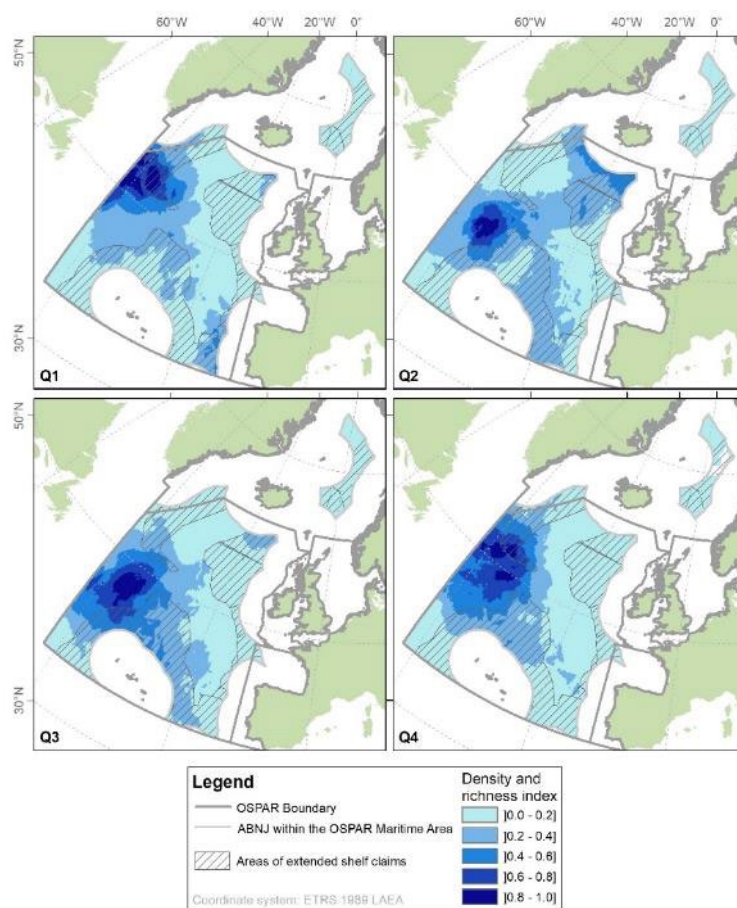 60°W 40°W 20°W 0° 60°W 40°W 20°W 0°
50°N
30°N
Q1
Q2
50°N
30°N
Q3
Q4
Legend
OSPAR Boundary
ABNJ within the OSPAR Maritime Area
Areas of extended shelf claims
Coordinate system: ETRS 1989 LAEA
Density and
richness index
]0.0 - 0.2]
]0.2 - 0.4]
]0.4 - 0.6]
]0.6 - 0.8]
]0.8 - 1.0]